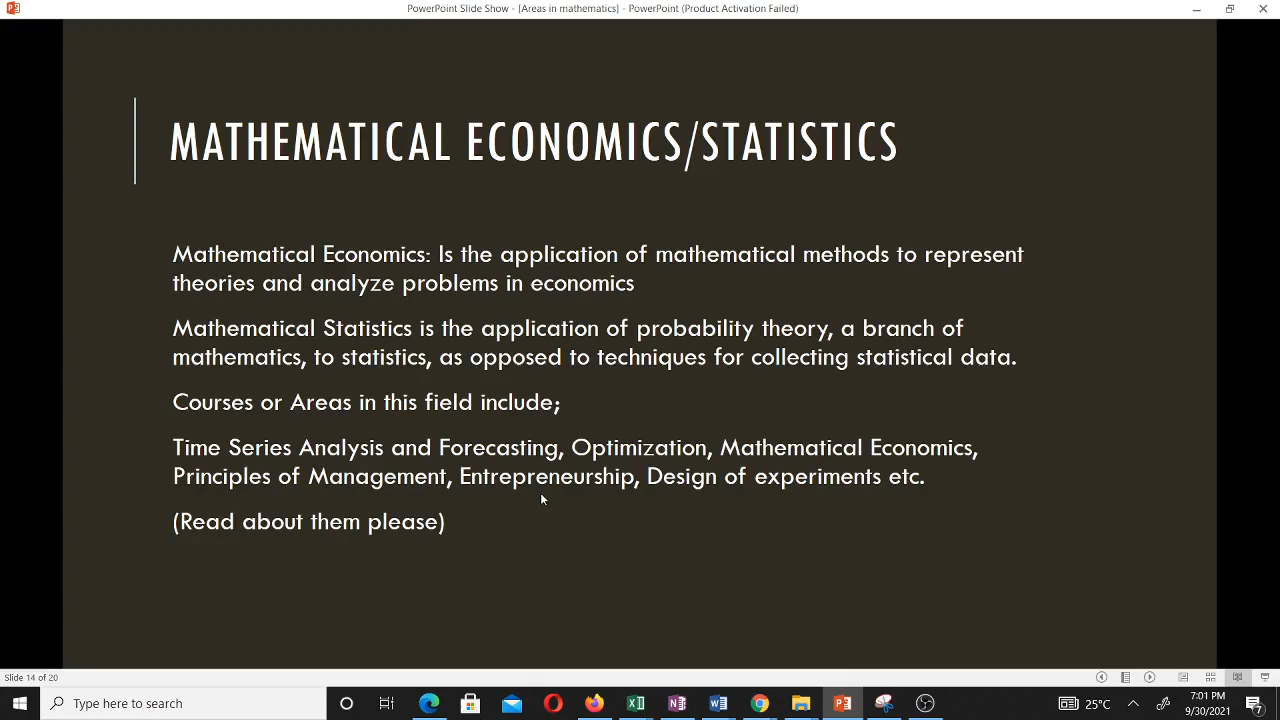 PowerPoint Slide Show - [Areas in mathematics] - PowerPoint (Product Activation Failed)
MATHEMATICAL ECONOMICS/STATISTICS
Mathematical Economics: Is the application of mathematical methods to represent
theories and analyze problems in economics
Mathematical Statistics is the application of probability theory, a branch of
mathematics, to statistics, as opposed to techniques for collecting statistical data.
Courses or Areas in this field include;
Time Series Analysis and Forecasting, Optimization, Mathematical Economics,
Principles of Management, Entrepreneurship, Design of experiments etc.
(Read about them please)
Slide 14 of 20
Type here to search
25°C
7:01 PM
9/30/2021
7